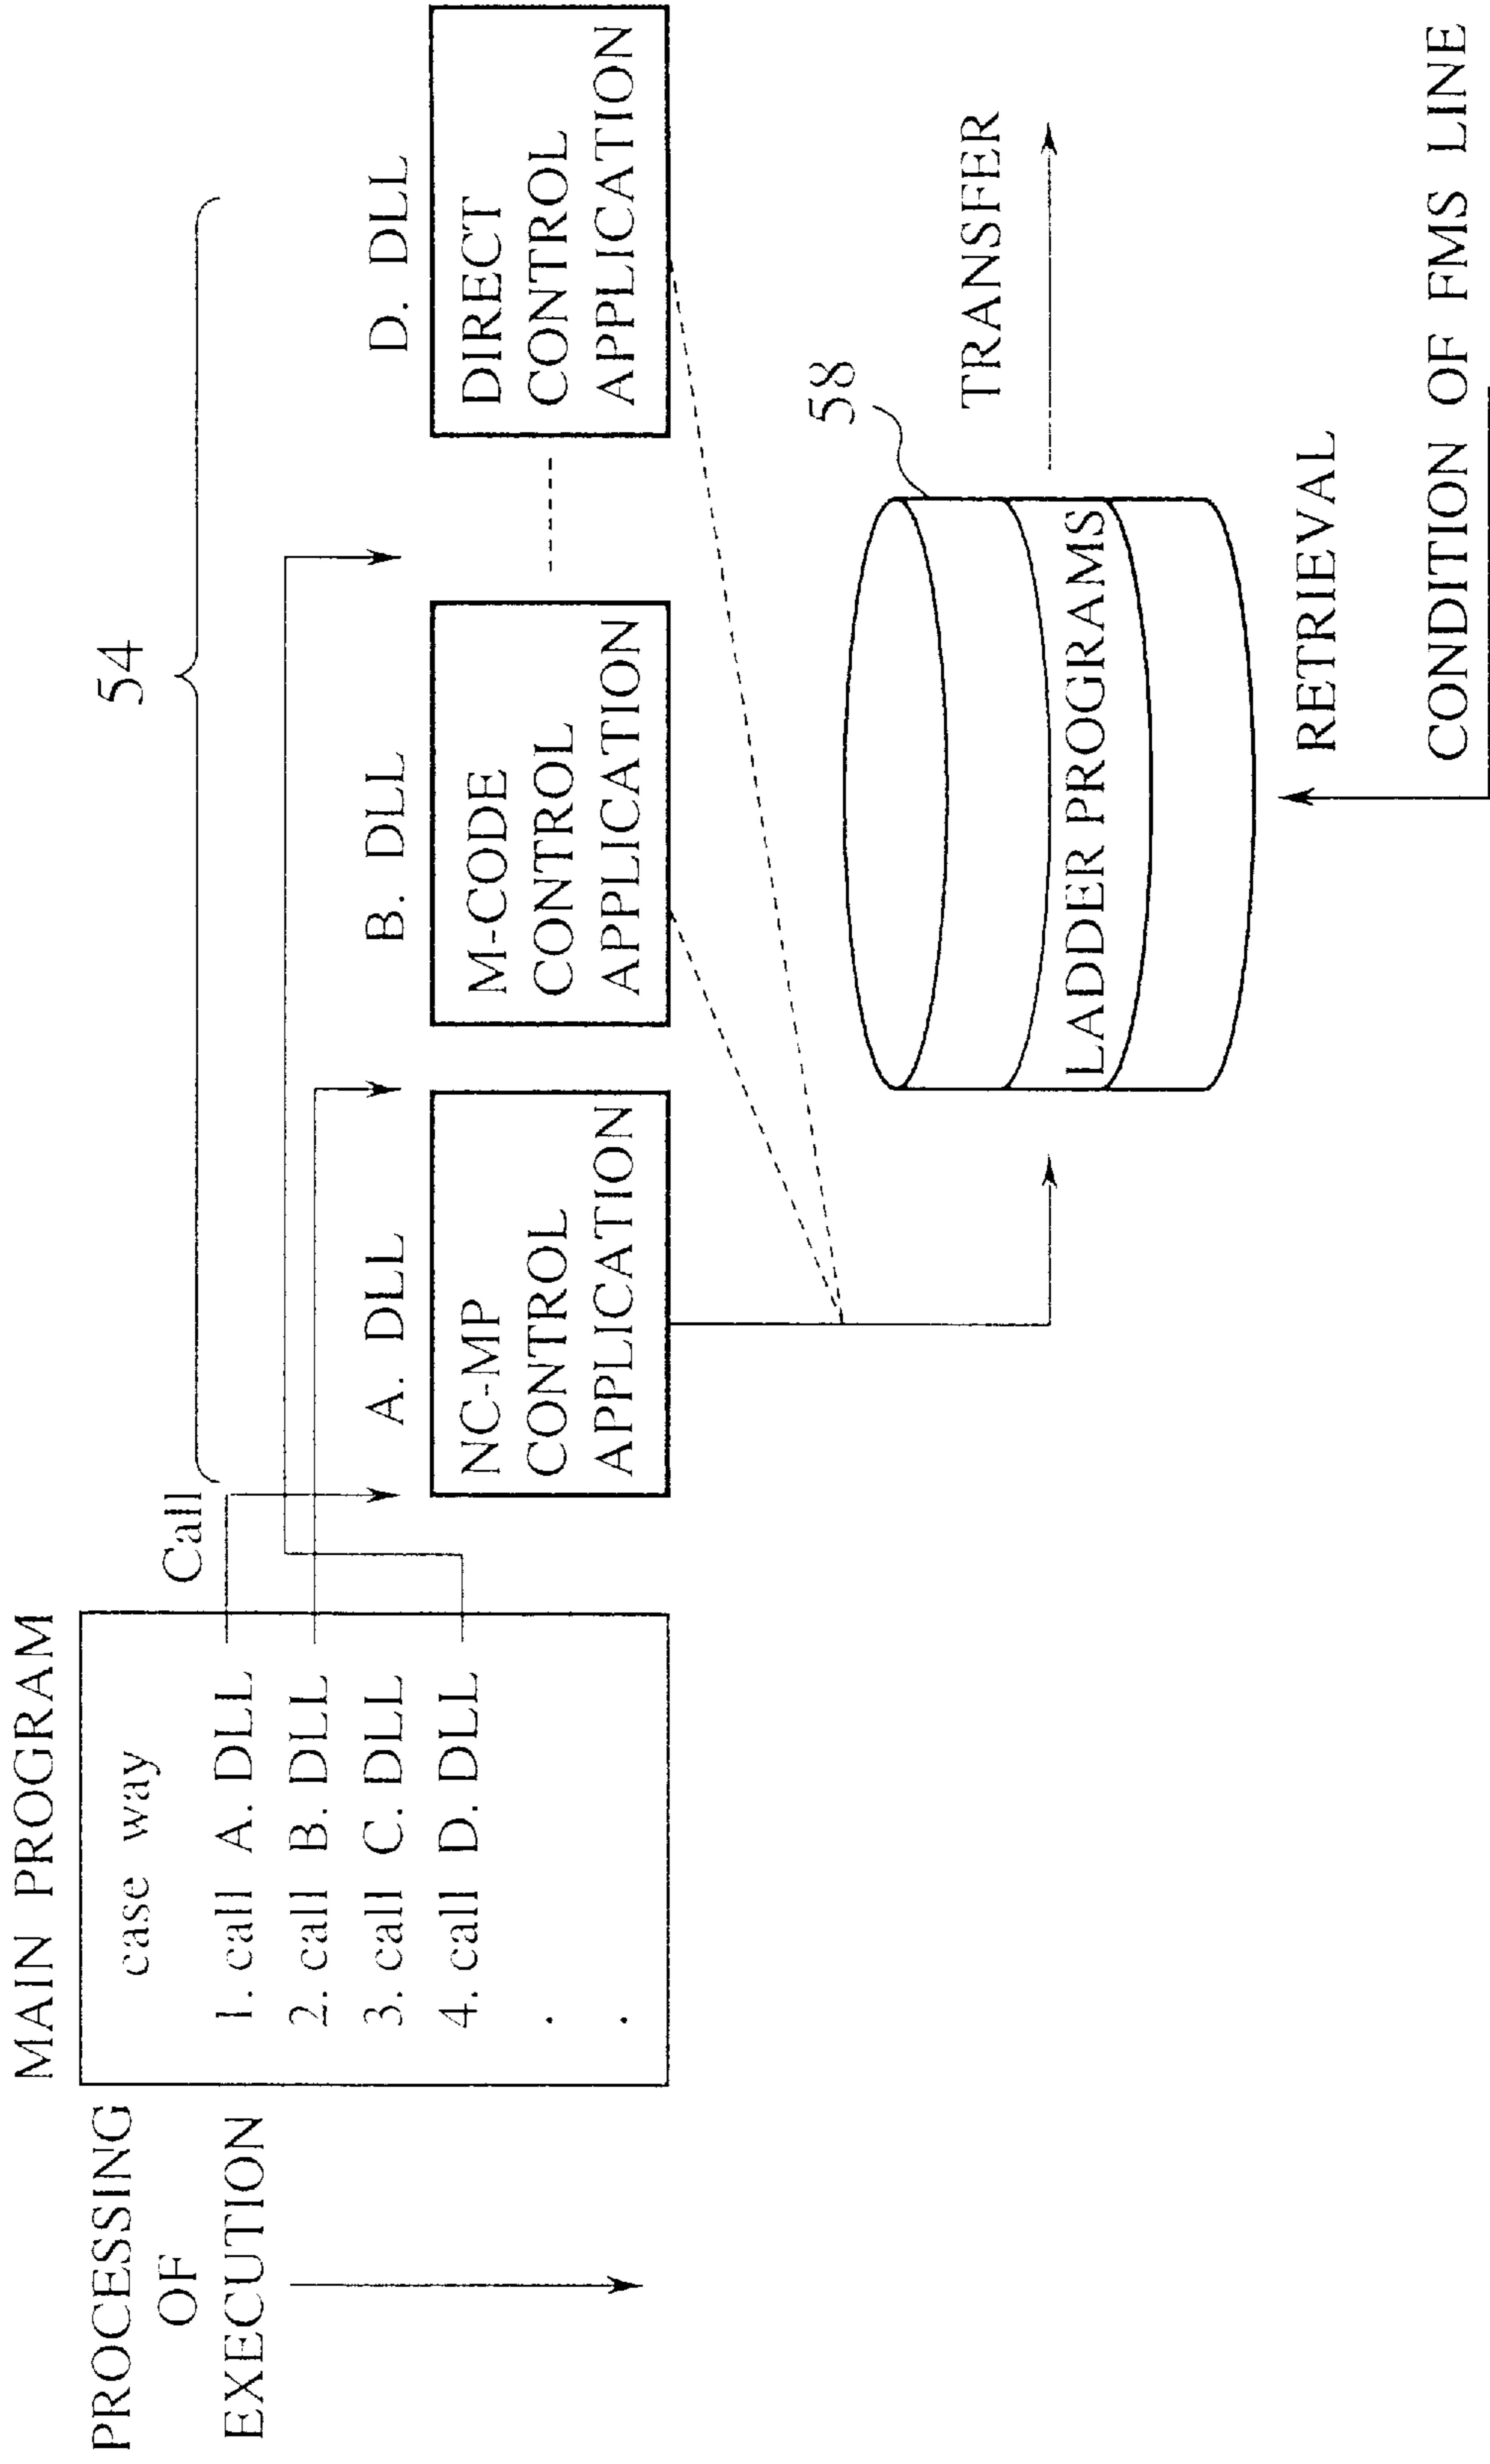 MAIN PROGRAM
PROCESSING
OF
EXECUTION
case way
1. call A. DLL
2. call B. DLL
3. call C. DLL
4. call D. DLL
.
.
Call
54
A. DLL
NC-MP
CONTROL
APPLICATION
B. DLL
M-CODE
CONTROL
APPLICATION
D. DLL
DIRECT
CONTROL
APPLICATION
58
LADDER PROGRAMS
TRANSFER
RETRIEVAL
CONDITION OF FMS LINE